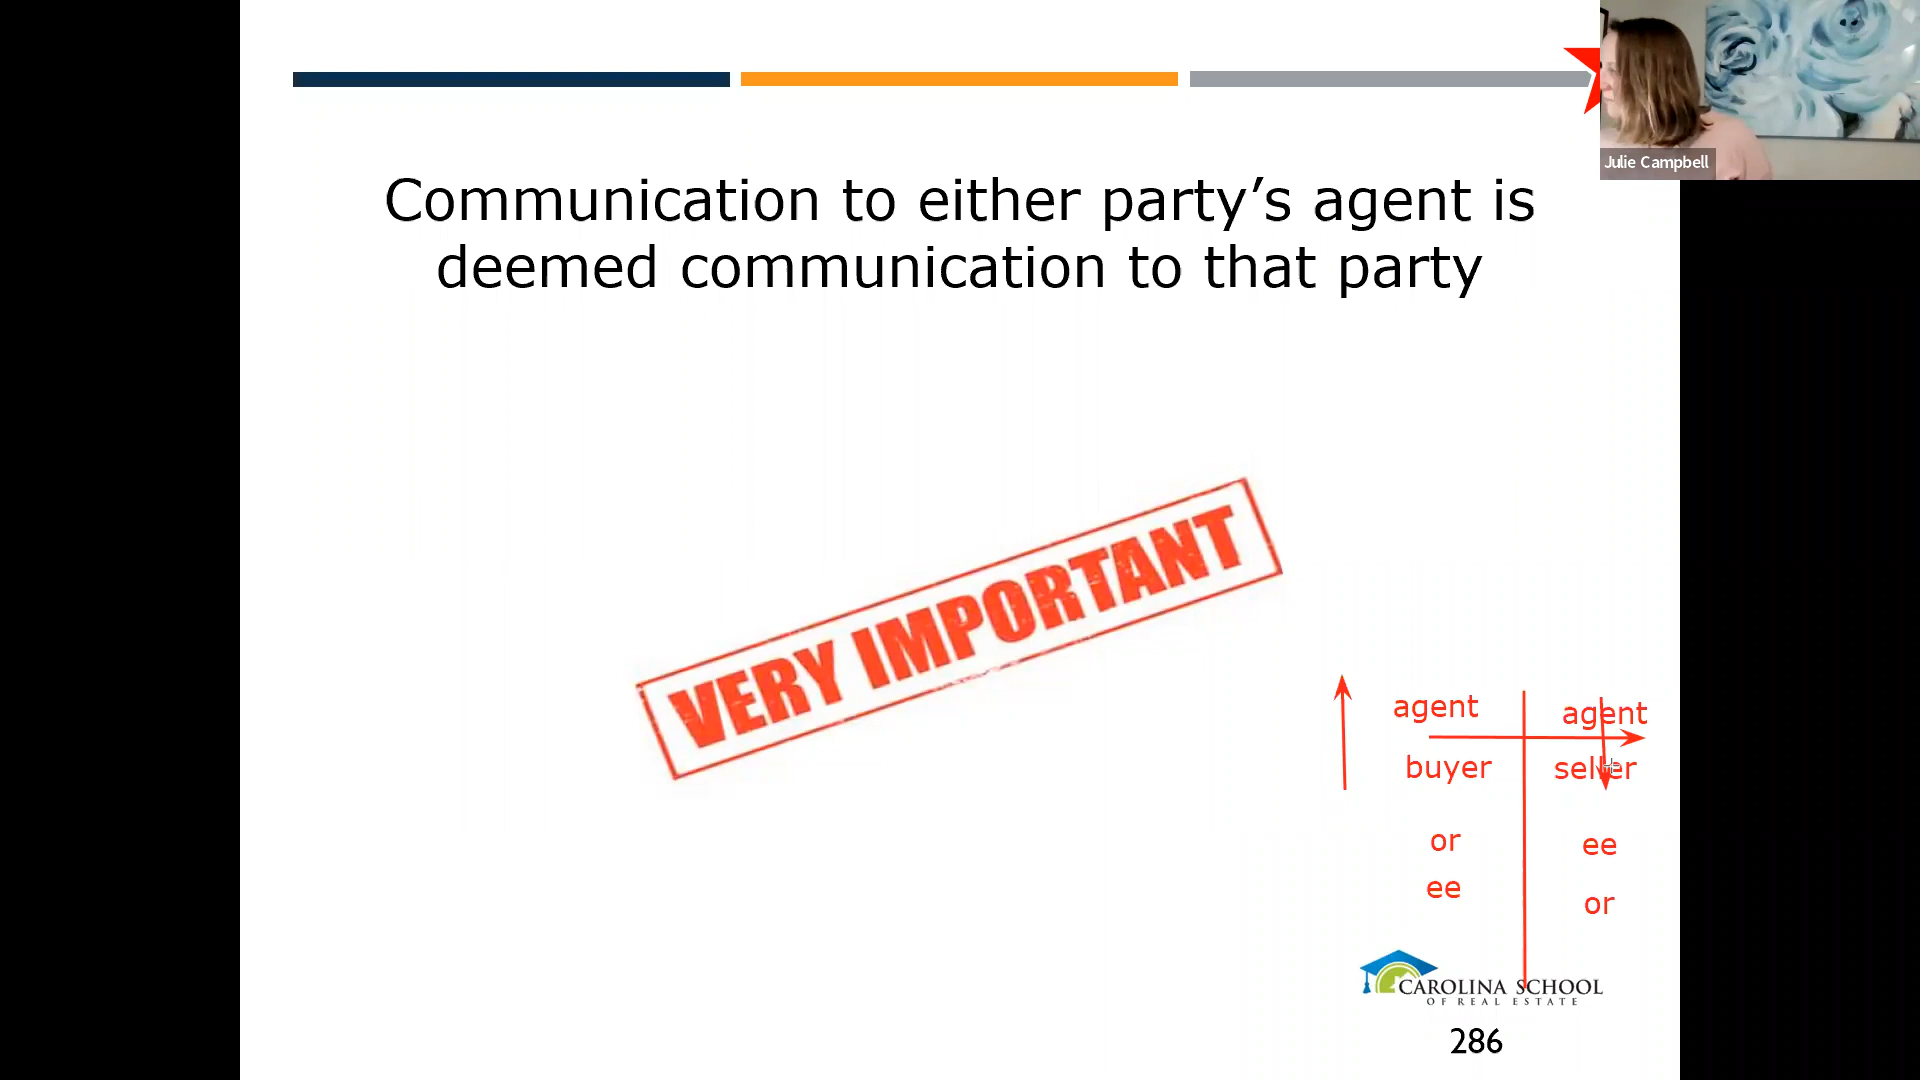 Julie Campbell
Communication to either party’s agent is
deemed communication to that party
VERY IMPORTANT
agent agent
buyer seller
or ee
ee or
CAROLINA SCHOOL
OF REAL ESTATE
286